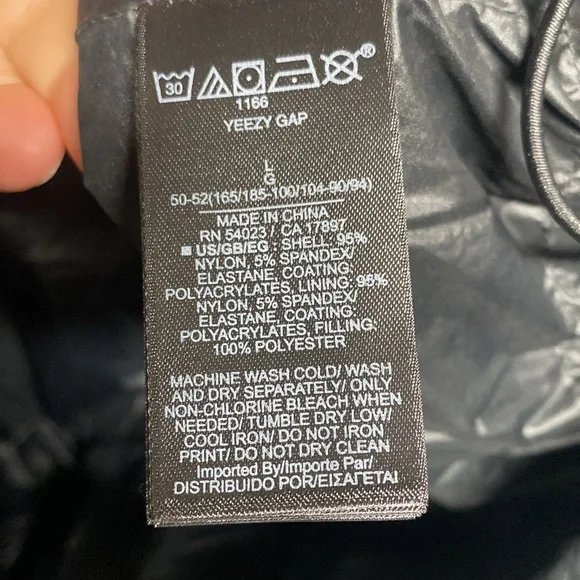 30
®
1166
YEEZY GAP
L
G
50-52(165/185-100/104-90/94)
MADE IN CHINA
RN 54023/ CA 17897
US/GB/EG : SHELL, 95%
NYLON, 5% SPANDEX/
ELASTANE, COATING:
POLYACRYLATES, LINING: 95%
NYLON, 5% SPANDEX/
ELASTANE, COATING:
POLYACRYLATES, FILLING:
100% POLYESTER
MACHINE WASH COLD/ WASH
AND DRY SEPARATELY/ ONLY
NON-CHLORINE BLEACH WHEN
NEEDED/ TUMBLE DRY LOW/
COOL IRON/ DO NOT IRON
PRINT/ DO NOT DRY CLEAN
Imported By/Importe Par/
DISTRIBUIDO POR/ΕΙΣΑΓΕΤΑΙ